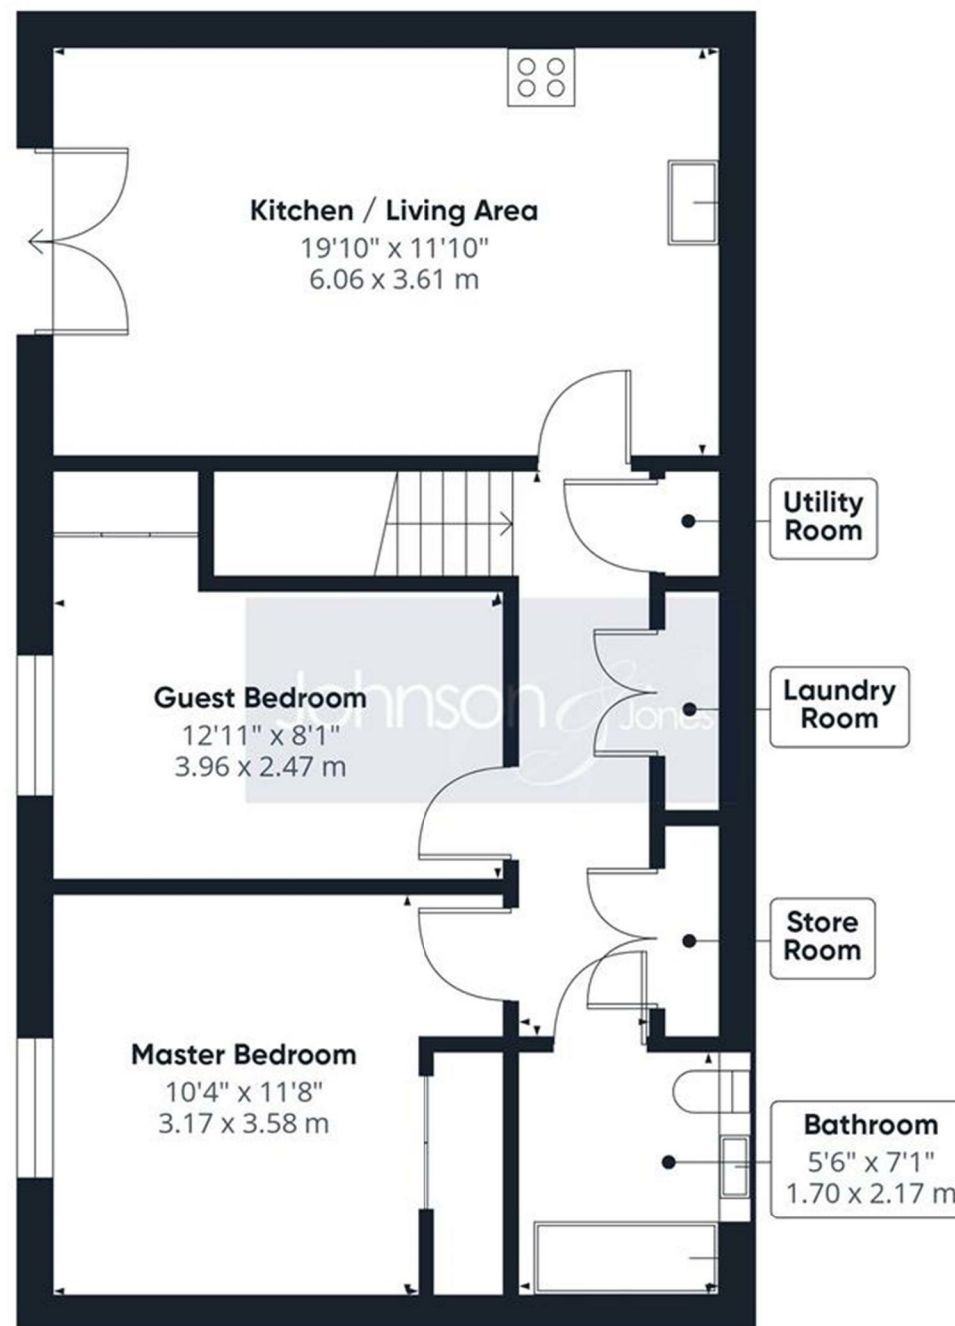 Kitchen / Living Area
19'10" x 11'10"
6.06 x 3.61 m
Utility
Room
Guest Bedroom
12'11" x 8'1"
3.96 x 2.47 m
Johnson & Jones
Laundry
Room
Store
Room
Master Bedroom
10'4" x 11'8"
3.17 x 3.58 m
Bathroom
5'6" x 7'1"
1.70 x 2.17 m